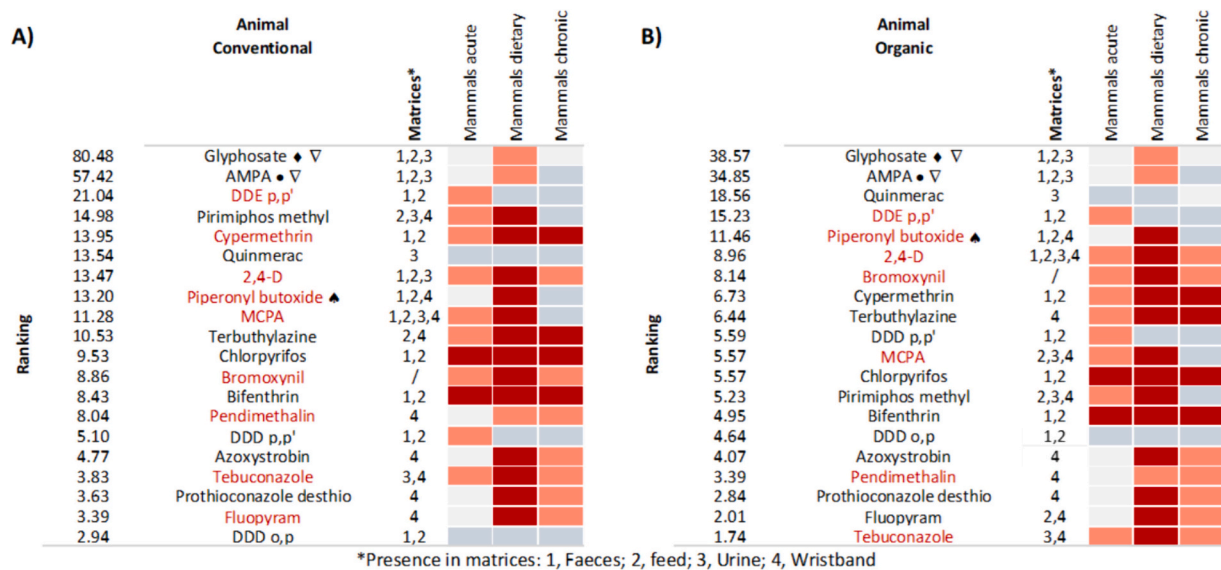 A)
Animal
Conventional
Matrices*
Mammals acute
Mammals dietary
Mammals chronic
Ranking
80.48 Glyphosate ♦ ∇ 1,2,3
57.42 AMPA ● ∇ 1,2,3
21.04 DDE p,p' 1,2
14.98 Pirimiphos methyl 2,3,4
13.95 Cypermethrin 1,2
13.54 Quinmerac 3
13.47 2,4-D 1,2,3
13.20 Piperonyl butoxide ♠ 1,2,4
11.28 MCPA 1,2,3,4
10.53 Terbuthylazine 2,4
9.53 Chlorpyrifos 1,2
8.86 Bromoxynil /
8.43 Bifenthrin 1,2
8.04 Pendimethalin 4
5.10 DDD p,p' 1,2
4.77 Azoxystrobin 4
3.83 Tebuconazole 3,4
3.63 Prothioconazole desthio 4
3.39 Fluopyram 4
2.94 DDD o,p 1,2
B)
Animal
Organic
Matrices*
Mammals acute
Mammals dietary
Mammals chronic
Ranking
38.57 Glyphosate ♦ ∇ 1,2,3
34.85 AMPA ● ∇ 1,2,3
18.56 Quinmerac 3
15.23 DDE p,p' 1,2
11.46 Piperonyl butoxide ♠ 1,2,4
8.96 2,4-D 1,2,3,4
8.14 Bromoxynil /
6.73 Cypermethrin 1,2
6.44 Terbuthylazine 4
5.59 DDD p,p' 1,2
5.57 MCPA 2,3,4
5.57 Chlorpyrifos 1,2
5.23 Pirimiphos methyl 2,3,4
4.95 Bifenthrin 1,2
4.64 DDD o,p 1,2
4.07 Azoxystrobin 4
3.39 Pendimethalin 4
2.84 Prothioconazole desthio 4
2.01 Fluopyram 2,4
1.74 Tebuconazole 3,4
*Presence in matrices: 1, Faeces; 2, feed; 3, Urine; 4, Wristband